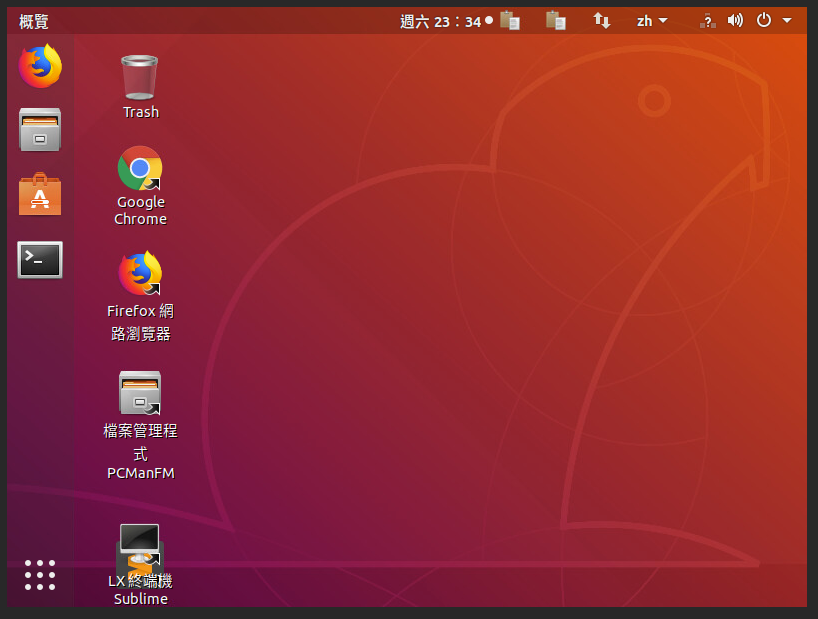 概覽
週六 23：34
zh
Trash
Google
Chrome
Firefox 網
路瀏覽器
檔案管理程
式
PCManFM
LX 終端機
Sublime